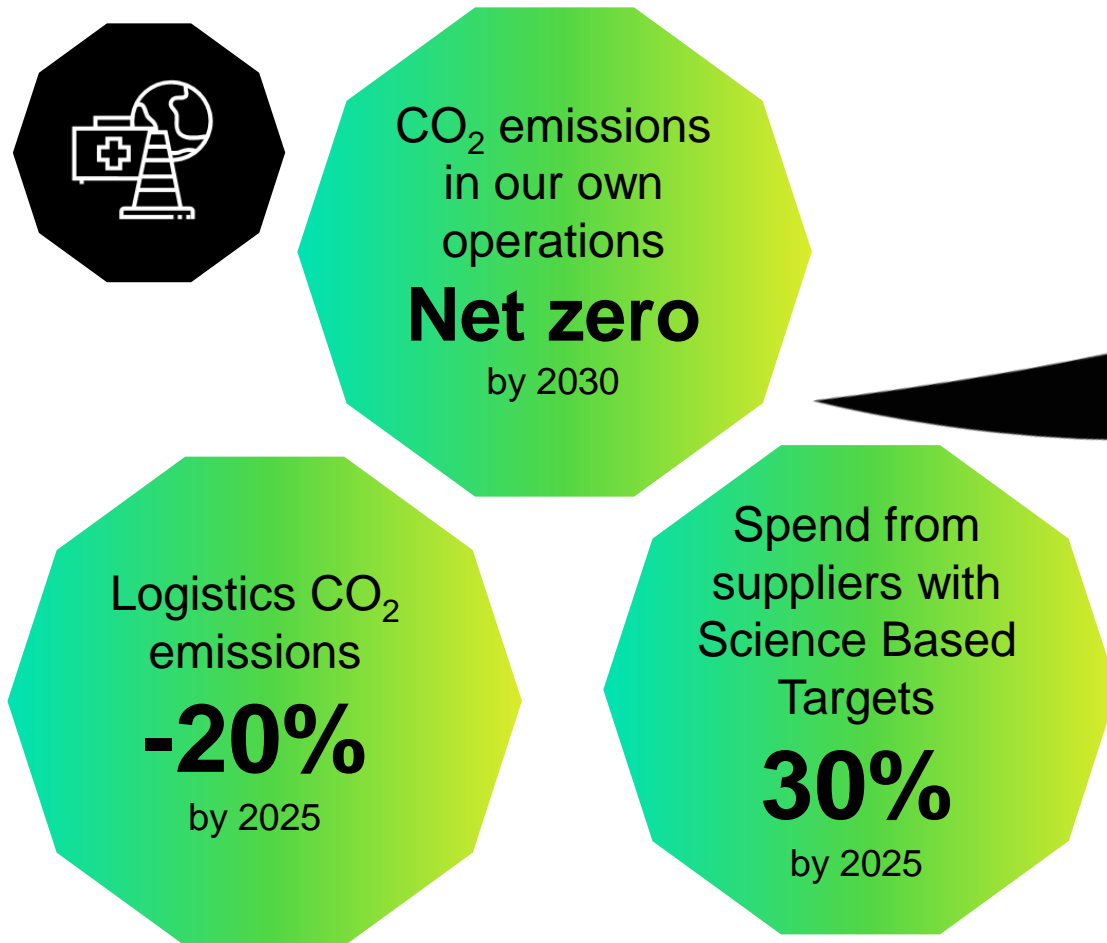 CO₂ emissions
in our own
operations
Net zero
by 2030
Logistics CO₂
emissions
-20%
by 2025
Spend from
suppliers with
Science Based
Targets
30%
by 2025